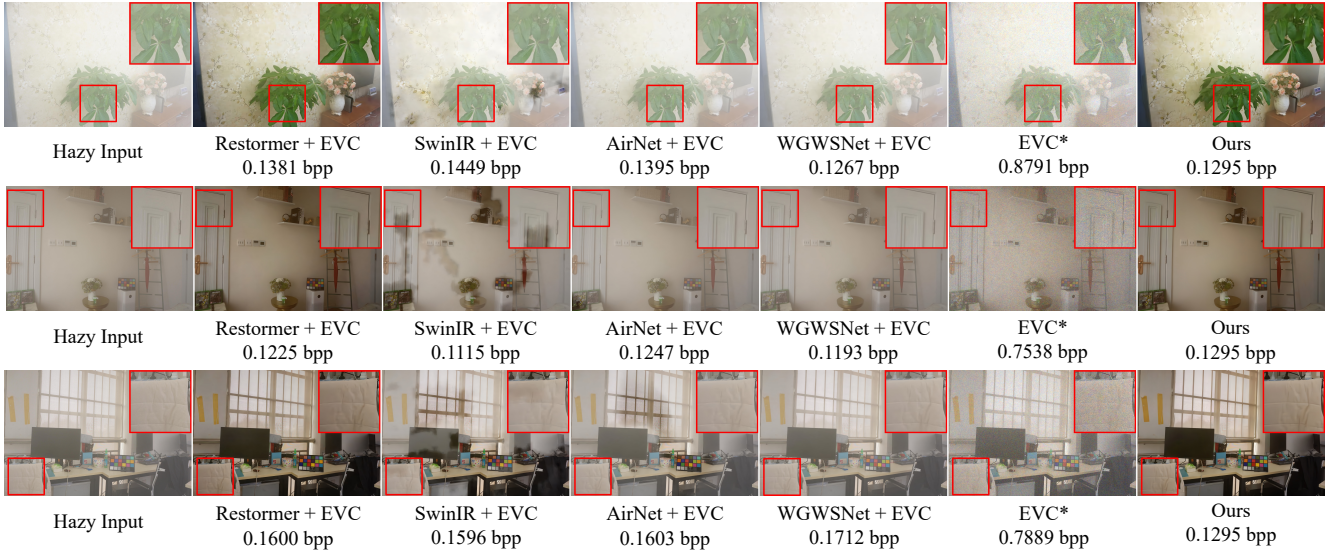 Hazy Input
Restormer + EVC
0.1381 bpp
SwinIR + EVC
0.1449 bpp
AirNet + EVC
0.1395 bpp
WGWSNet + EVC
0.1267 bpp
EVC*
0.8791 bpp
Ours
0.1295 bpp
Hazy Input
Restormer + EVC
0.1225 bpp
SwinIR + EVC
0.1115 bpp
AirNet + EVC
0.1247 bpp
WGWSNet + EVC
0.1193 bpp
EVC*
0.7538 bpp
Ours
0.1295 bpp
Hazy Input
Restormer + EVC
0.1600 bpp
SwinIR + EVC
0.1596 bpp
AirNet + EVC
0.1603 bpp
WGWSNet + EVC
0.1712 bpp
EVC*
0.7889 bpp
Ours
0.1295 bpp